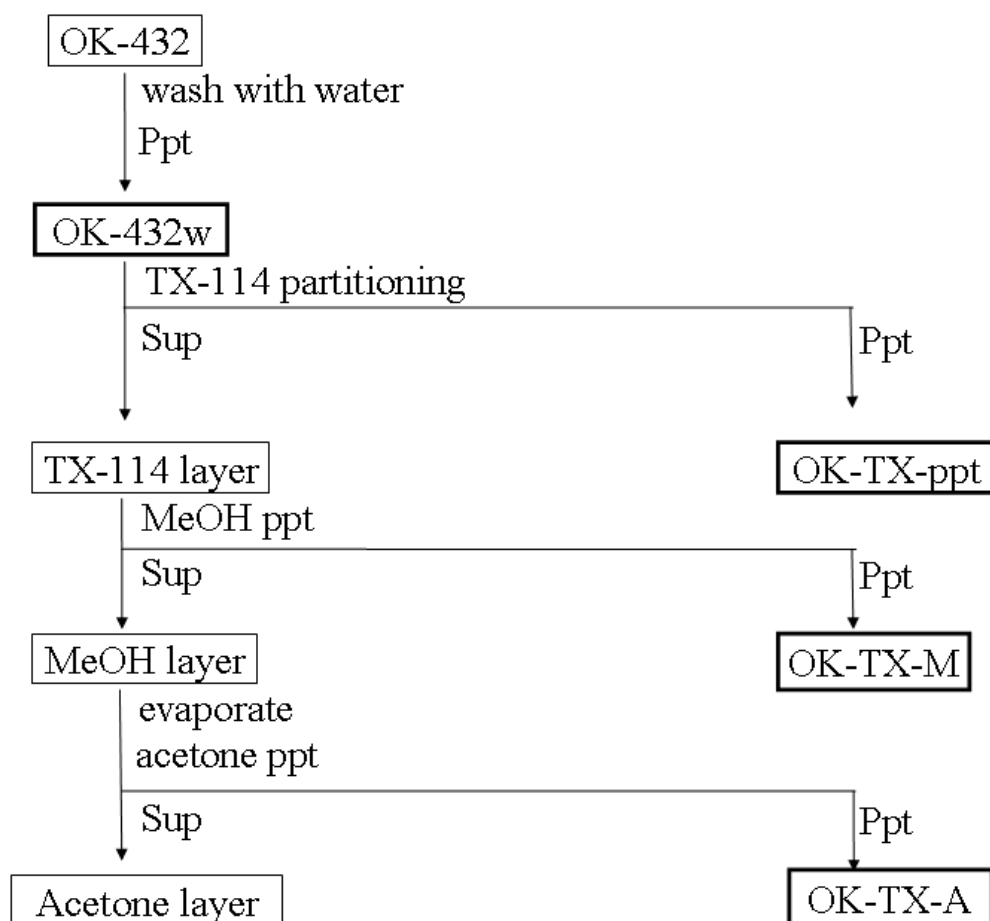 OK-432
wash with water
Ppt
OK-432w
TX-114 partitioning
Sup
Ppt
TX-114 layer
OK-TX-ppt
MeOH ppt
Sup
Ppt
MeOH layer
OK-TX-M
evaporate
acetone ppt
Sup
Ppt
Acetone layer
OK-TX-A